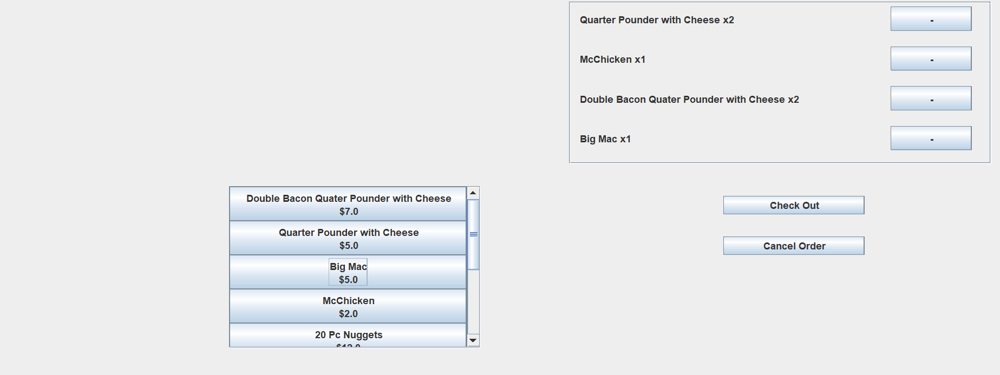 Quarter Pounder with Cheese x2
-
McChicken x1
-
Double Bacon Quater Pounder with Cheese x2
-
Big Mac x1
-
Double Bacon Quater Pounder with Cheese
$7.0
Quarter Pounder with Cheese
$5.0
Big Mac
$5.0
McChicken
$2.0
20 Pc Nuggets
Check Out
Cancel Order